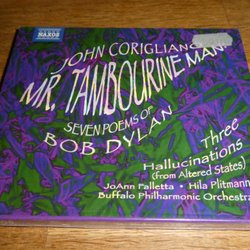 NAXOS
JOHN CORIGLIANO
MR. TAMBOURINE MAN
SEVEN POEMS OF
BOB DYLAN
Three
Hallucinations
(from Altered States)
JoAnn Falletta • Hila Plitmann
Buffalo Philharmonic Orchestra